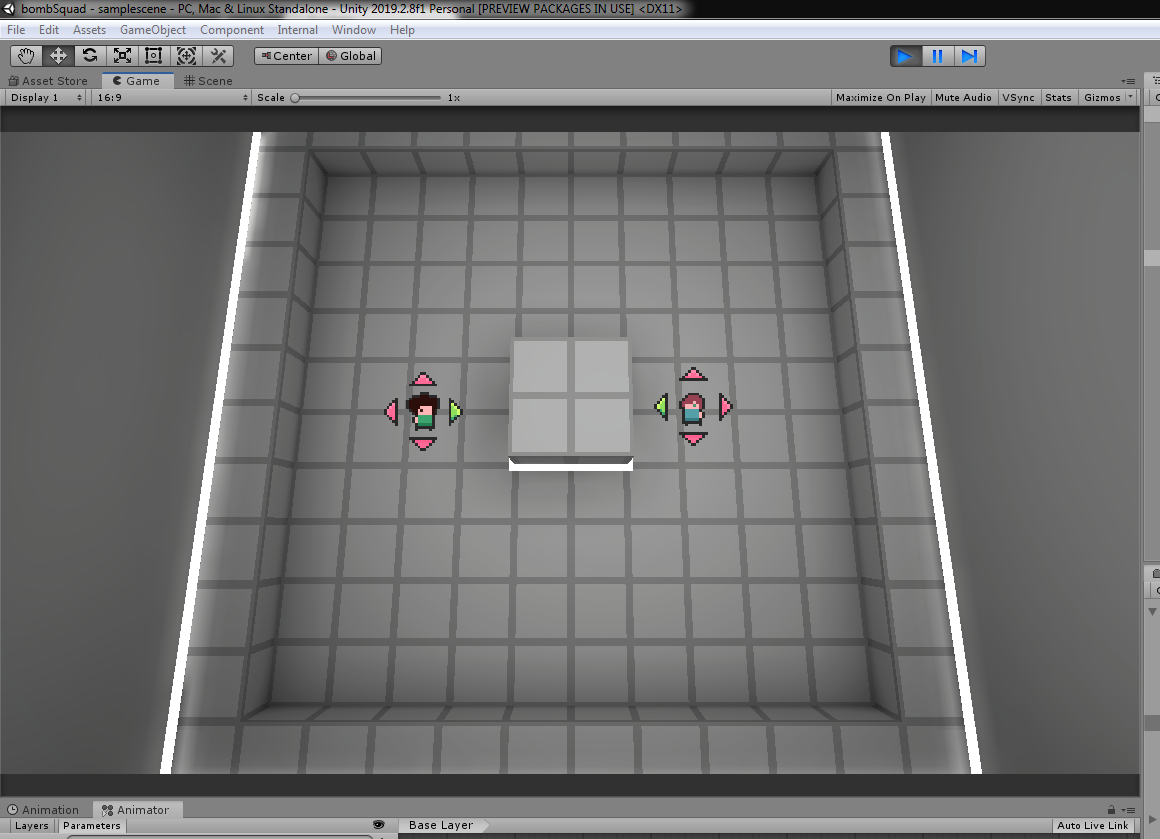 bombSquad - samplescene - PC, Mac & Linux Standalone - Unity 2019.2.8f1 Personal [PREVIEW PACKAGES IN USE] <DX11>
File Edit Assets GameObject Component Internal Window Help
Center Global
Asset Store Game Scene
Display 1 16:9 Scale 1x Maximize On Play Mute Audio VSync Stats Gizmos
Animation Animator
Layers Parameters Base Layer Auto Live Link